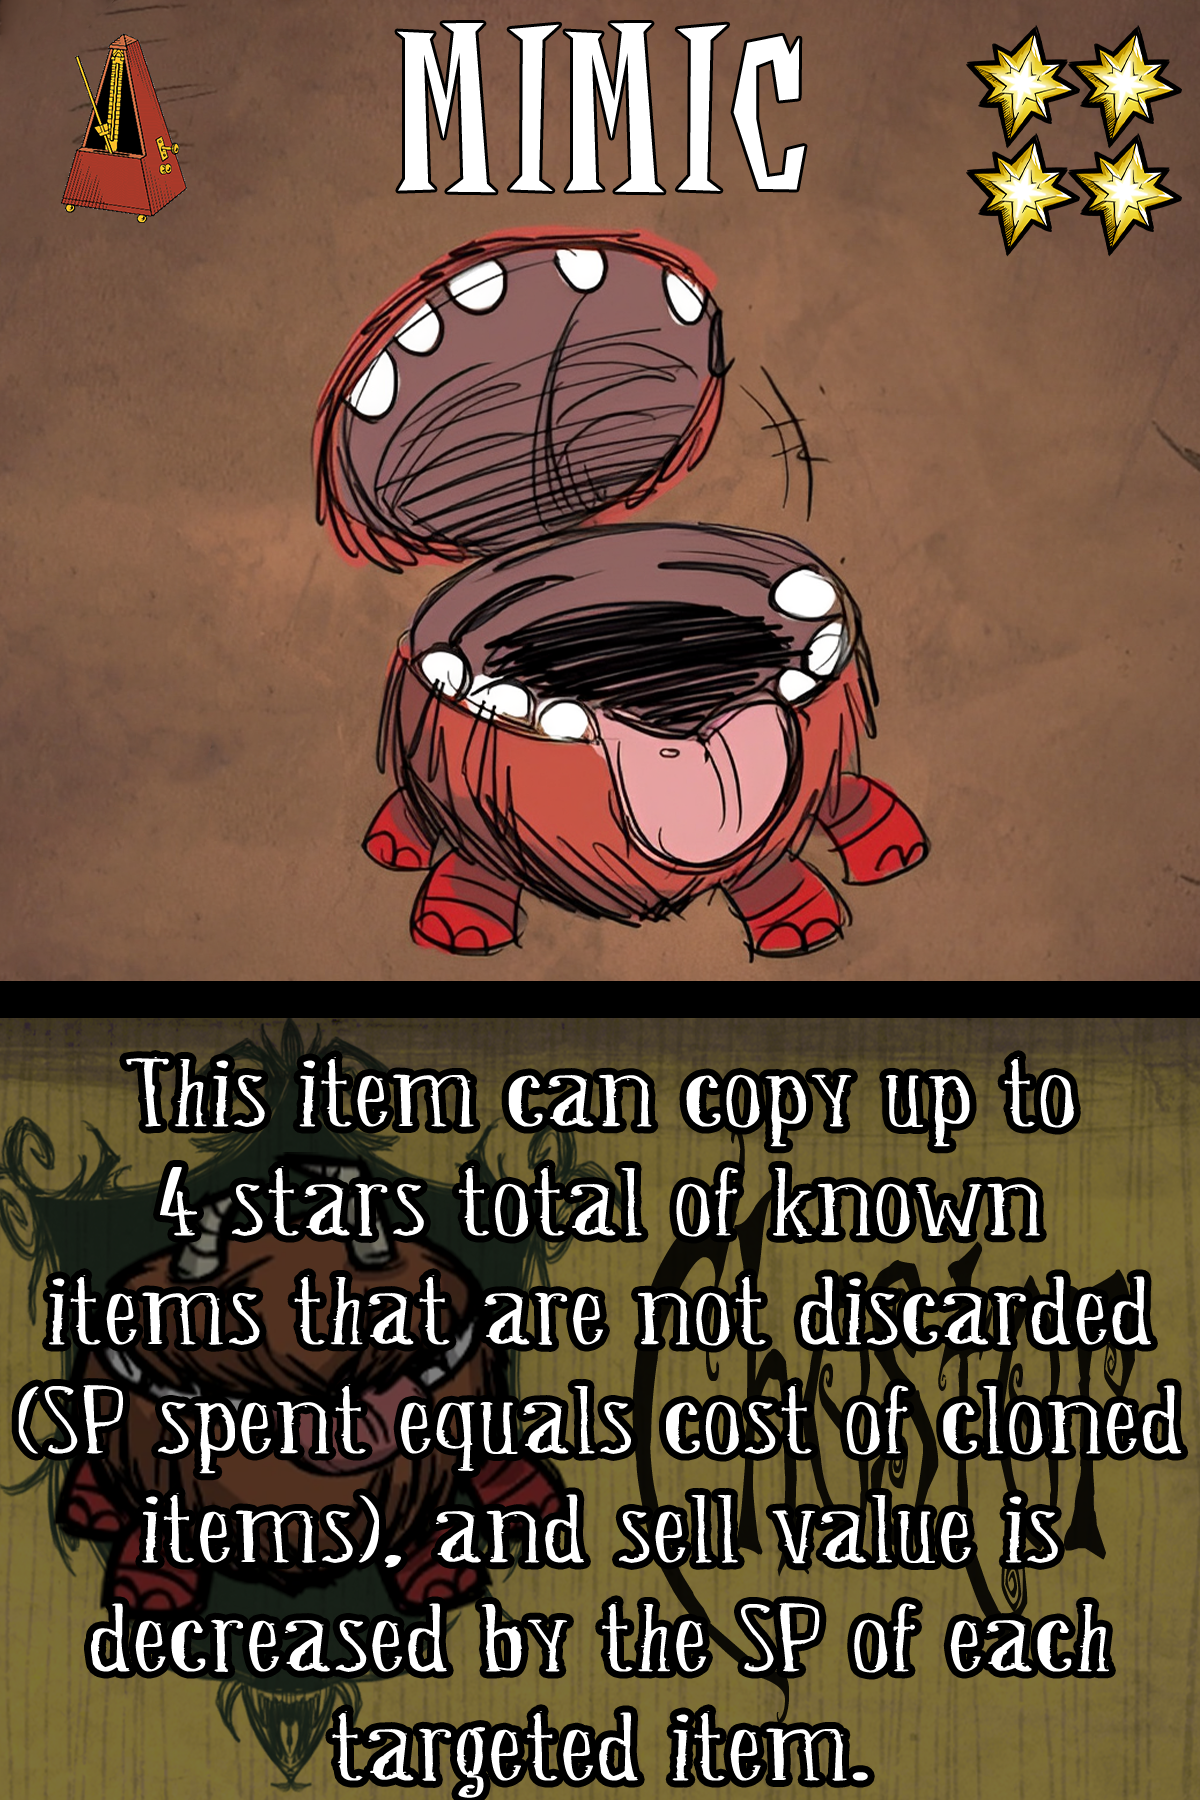 MIMIC
This item can copy up to
4 stars total of known
items that are not discarded
(SP spent equals cost of cloned
items), and sell value is
decreased by the SP of each
targeted item.
Chester